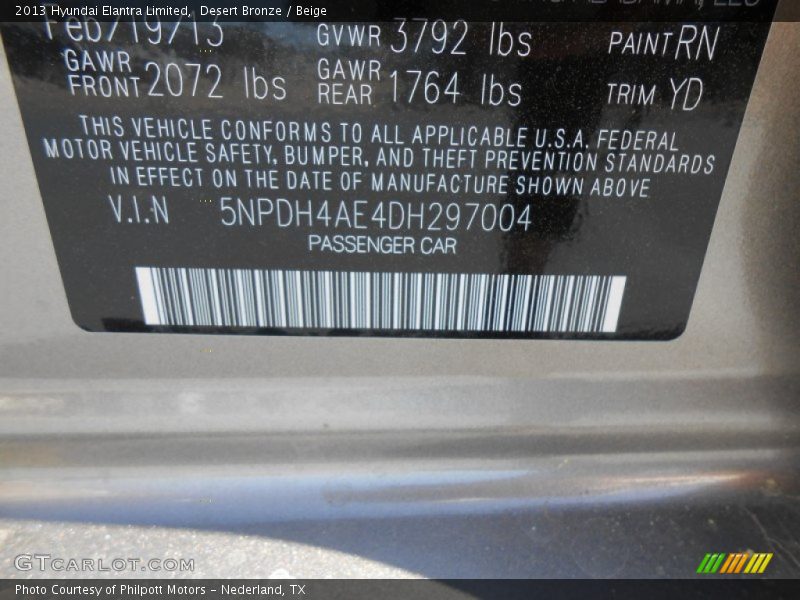 2013 Hyundai Elantra Limited, Desert Bronze / Beige
Feb/19/13 GVWR 3792 lbs PAINT RN
GAWR FRONT 2072 lbs GAWR REAR 1764 lbs TRIM YD
THIS VEHICLE CONFORMS TO ALL APPLICABLE U.S.A. FEDERAL
MOTOR VEHICLE SAFETY, BUMPER, AND THEFT PREVENTION STANDARDS
IN EFFECT ON THE DATE OF MANUFACTURE SHOWN ABOVE
V.I.N 5NPDH4AE4DH297004
PASSENGER CAR
GTCARLOT.COM
Photo Courtesy of Philpott Motors - Nederland, TX